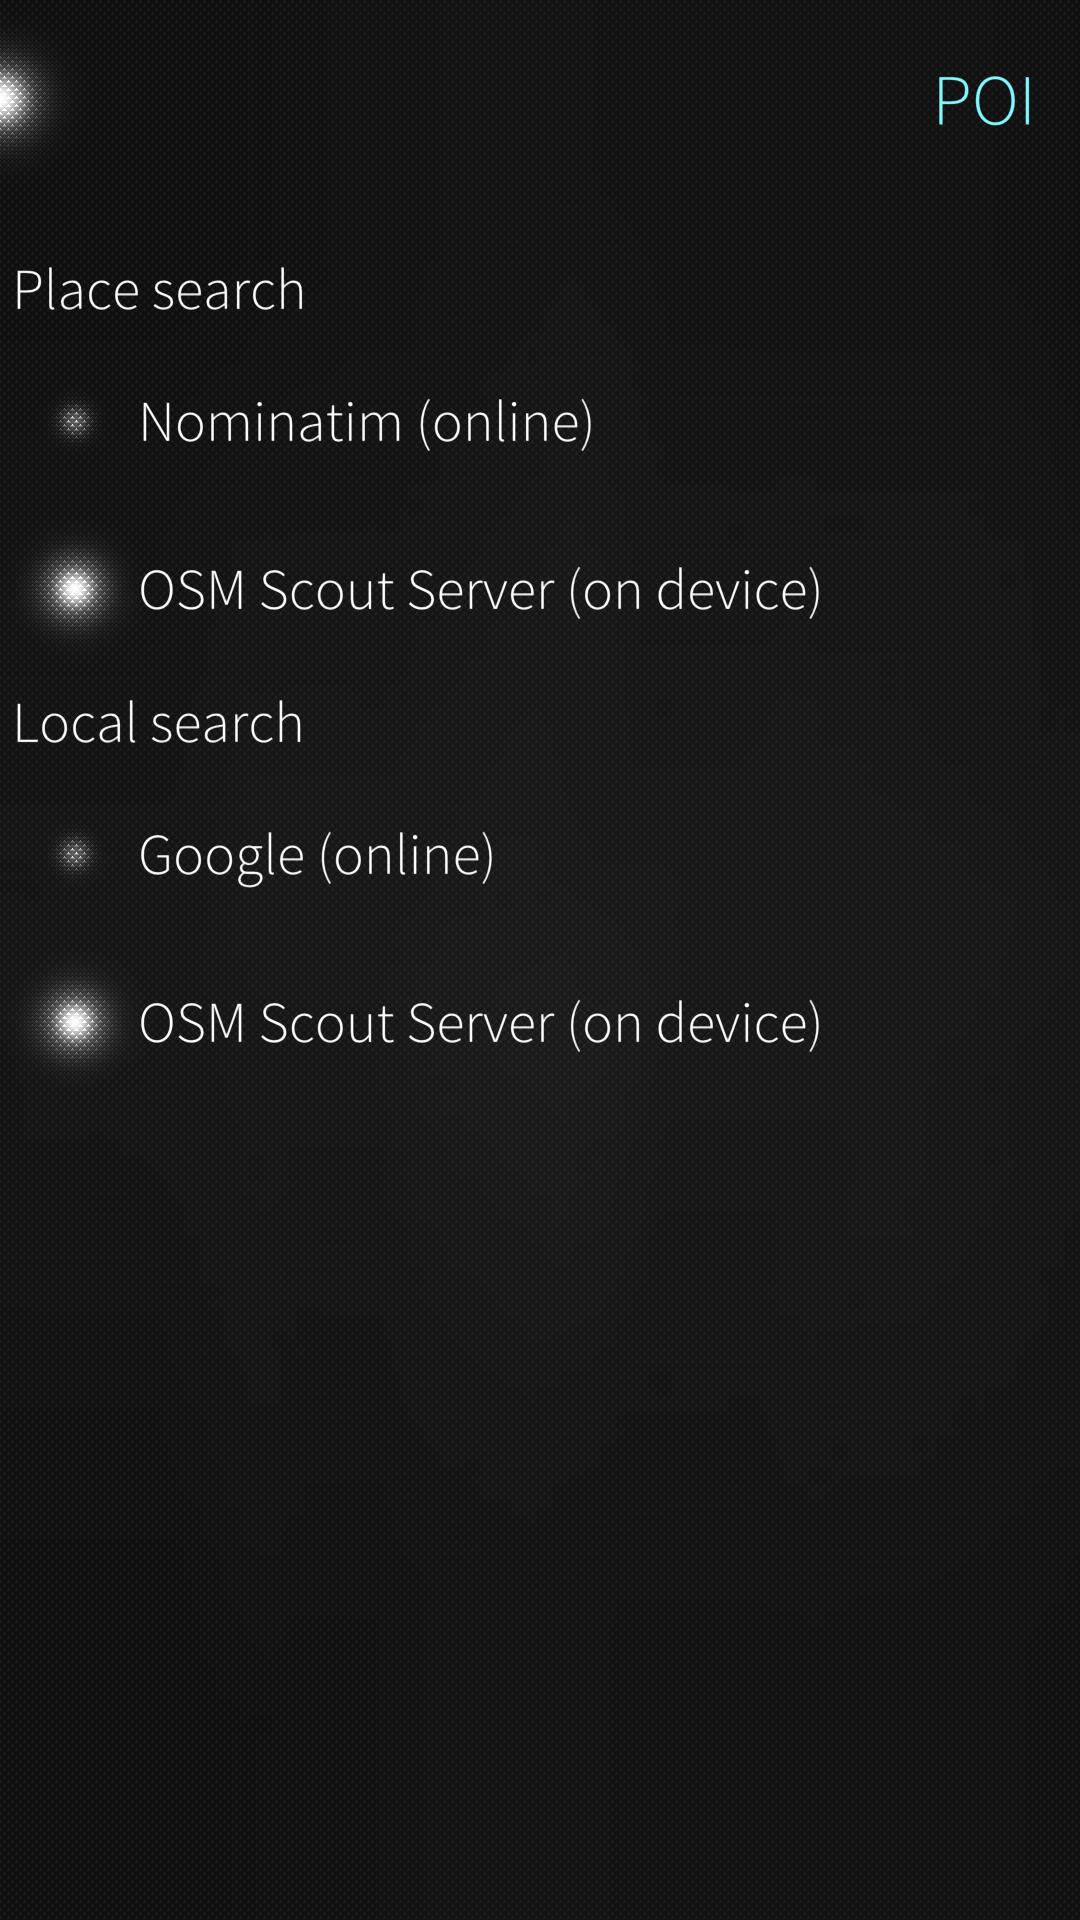 POI
Place search
Nominatim (online)
OSM Scout Server (on device)
Local search
Google (online)
OSM Scout Server (on device)